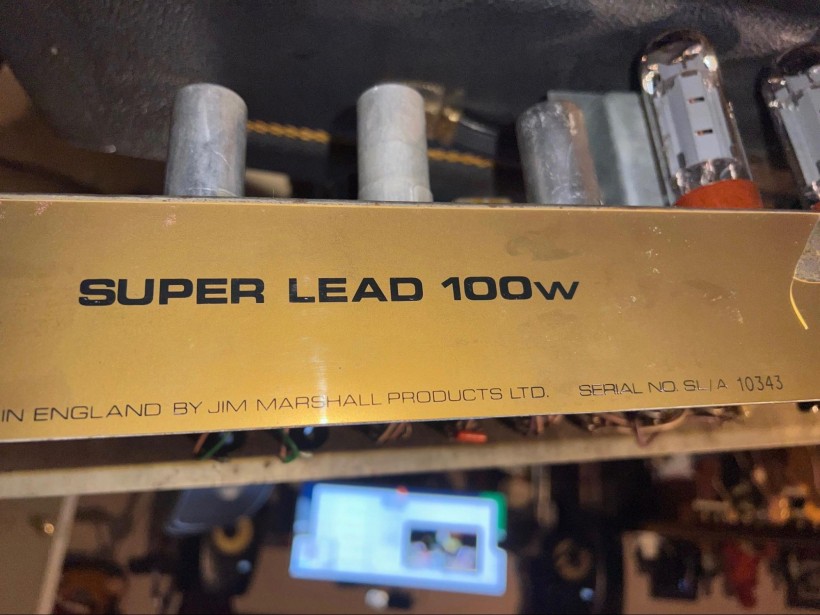 SUPER LEAD 100W
IN ENGLAND BY JIM MARSHALL PRODUCTS LTD. SERIAL NO. SL/A 10343